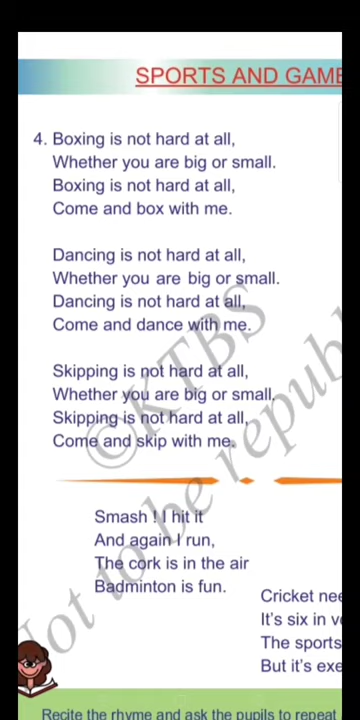 SPORTS AND GAME
4. Boxing is not hard at all,
Whether you are big or small.
Boxing is not hard at all,
Come and box with me.
Dancing is not hard at all,
Whether you are big or small.
Dancing is not hard at all,
Come and dance with me.
Skipping is not hard at all,
Whether you are big or small,
Skipping is not hard at all,
Come and skip with me.
©KTBS
Not to be republ
Smash ! I hit it
And again I run,
The cork is in the air
Badminton is fun.
Cricket nee
It's six in
The sports
But it's exe
Recite the rhyme and ask the pupils to repeat